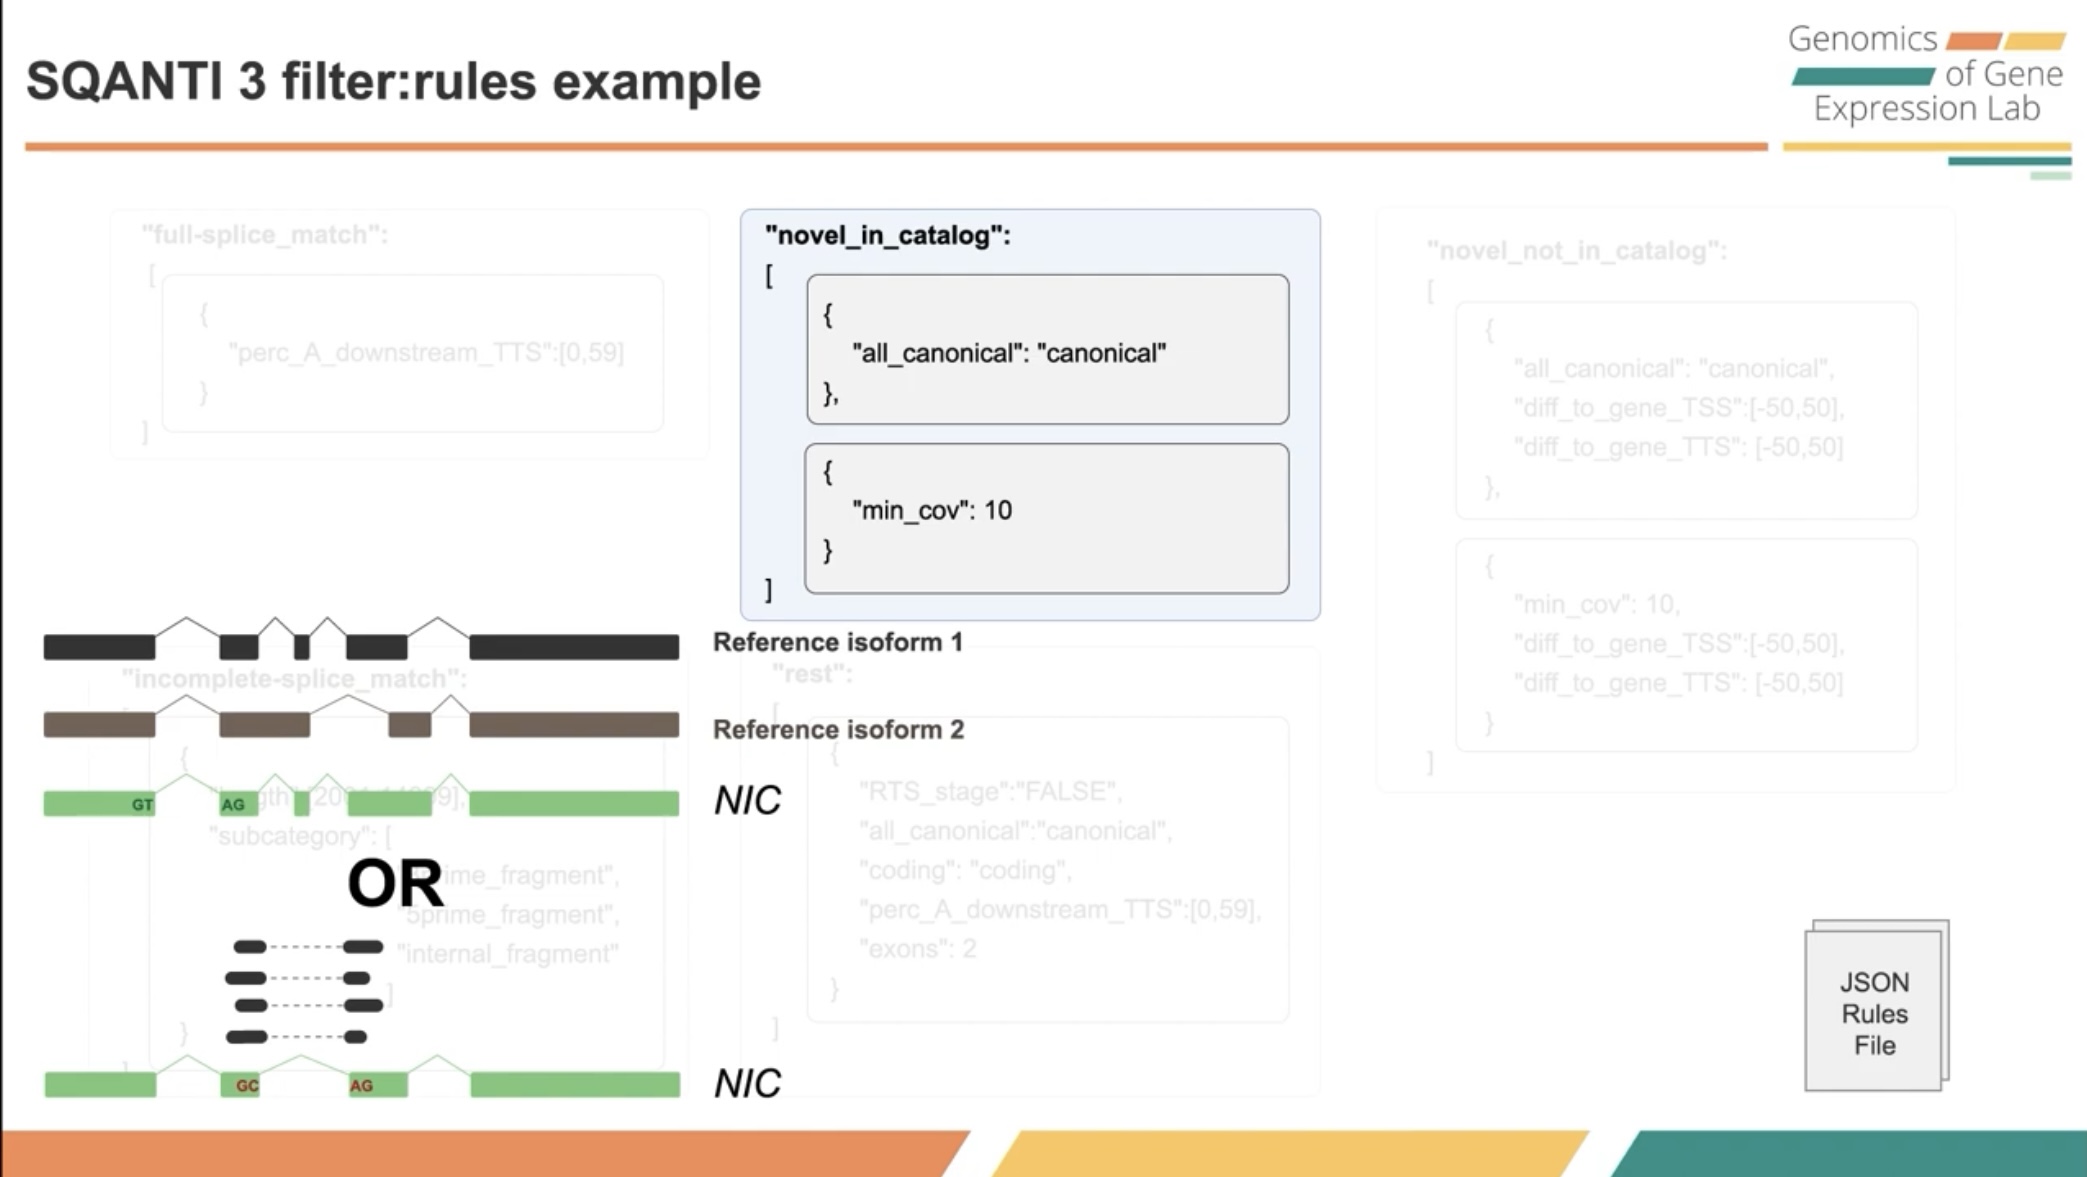 SQANTI 3 filter:rules example
Genomics
of Gene
Expression Lab
"full-splice_match":
[
{
"perc_A_downstream_TTS":[0,59]
}
]
"novel_in_catalog":
[
{
"all_canonical": "canonical"
},
{
"min_cov": 10
}
]
"novel_not_in_catalog":
[
{
"all_canonical": "canonical",
"diff_to_gene_TSS":[-50,50],
"diff_to_gene_TTS": [-50,50]
},
{
"min_cov": 10,
"diff_to_gene_TSS":[-50,50],
"diff_to_gene_TTS": [-50,50]
}
]
Reference isoform 1
"incomplete-splice_match":
[
Reference isoform 2
{
GT AG
NIC
"subcategory": [
OR
"5prime_fragment",
"internal_fragment"
]
}
]
GC AG
NIC
"rest":
[
{
"RTS_stage":"FALSE",
"all_canonical":"canonical",
"coding": "coding",
"perc_A_downstream_TTS":[0,59],
"exons": 2
}
]
JSON
Rules
File